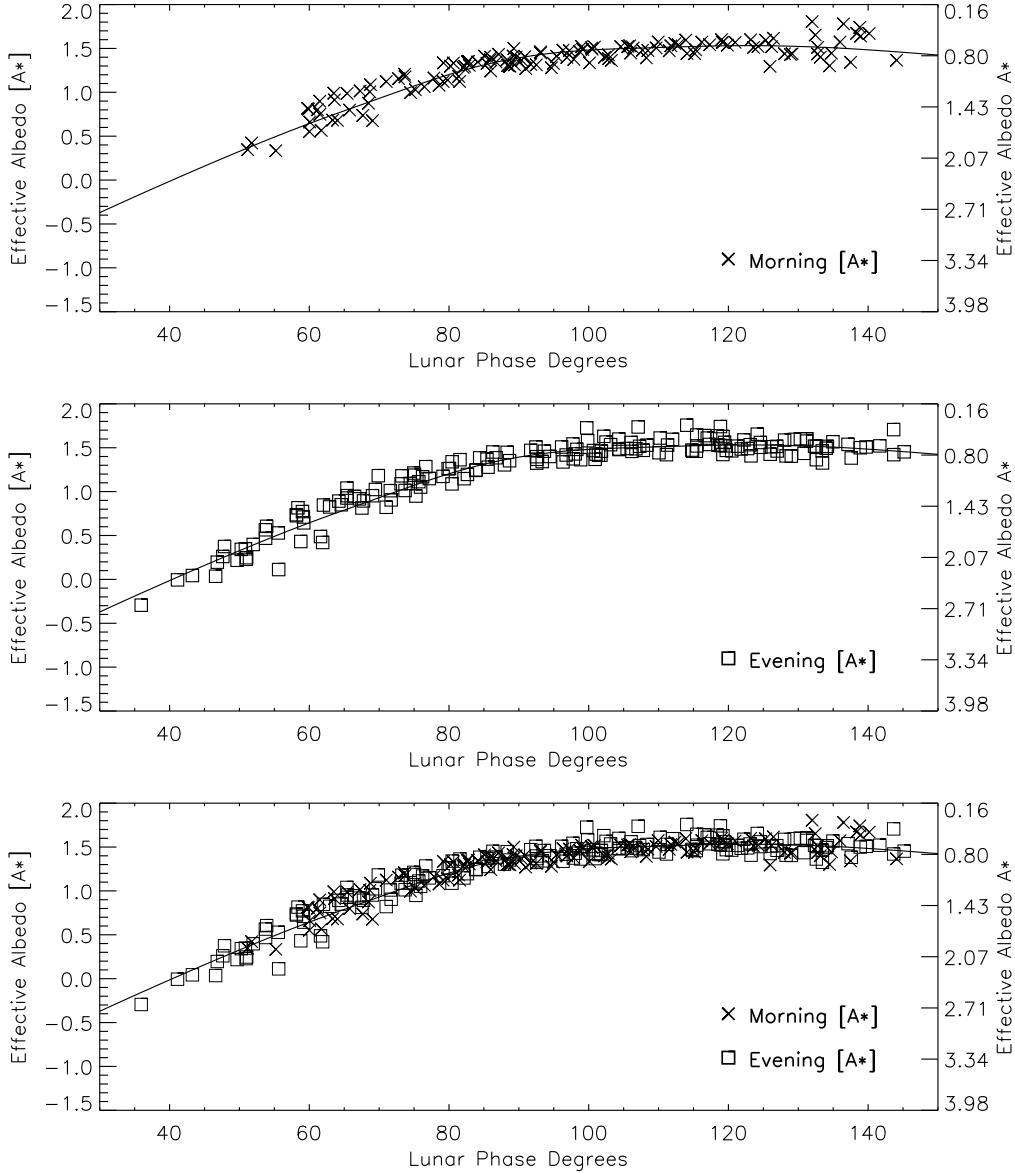 2.0
1.5
1.0
0.5
0.0
−0.5
−1.0
−1.5
Effective Albedo [A*]
0.16
0.80
1.43
2.07
2.71
3.34
3.98
Effective Albedo A*
× Morning [A*]
40 60 80 100 120 140
Lunar Phase Degrees
2.0
1.5
1.0
0.5
0.0
−0.5
−1.0
−1.5
Effective Albedo [A*]
0.16
0.80
1.43
2.07
2.71
3.34
3.98
Effective Albedo A*
□ Evening [A*]
40 60 80 100 120 140
Lunar Phase Degrees
2.0
1.5
1.0
0.5
0.0
−0.5
−1.0
−1.5
Effective Albedo [A*]
0.16
0.80
1.43
2.07
2.71
3.34
3.98
Effective Albedo A*
× Morning [A*]
□ Evening [A*]
40 60 80 100 120 140
Lunar Phase Degrees